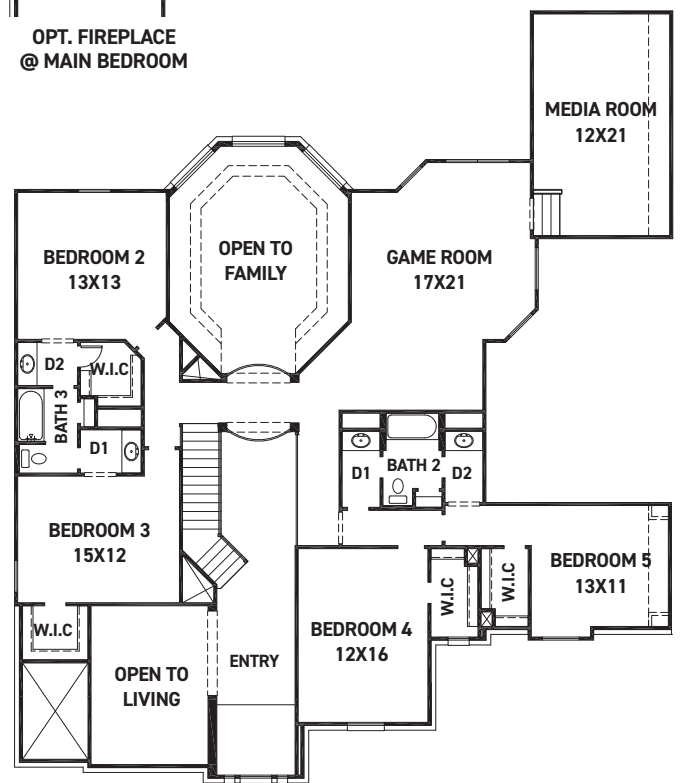 OPT. FIREPLACE
@ MAIN BEDROOM
MEDIA ROOM
12X21
BEDROOM 2
13X13
OPEN TO
FAMILY
GAME ROOM
17X21
D2
W.I.C
BATH 3
D1
D1
BATH 2
D2
BEDROOM 3
15X12
BEDROOM 5
13X11
W.I.C
W.I.C
W.I.C
BEDROOM 4
12X16
ENTRY
OPEN TO
LIVING